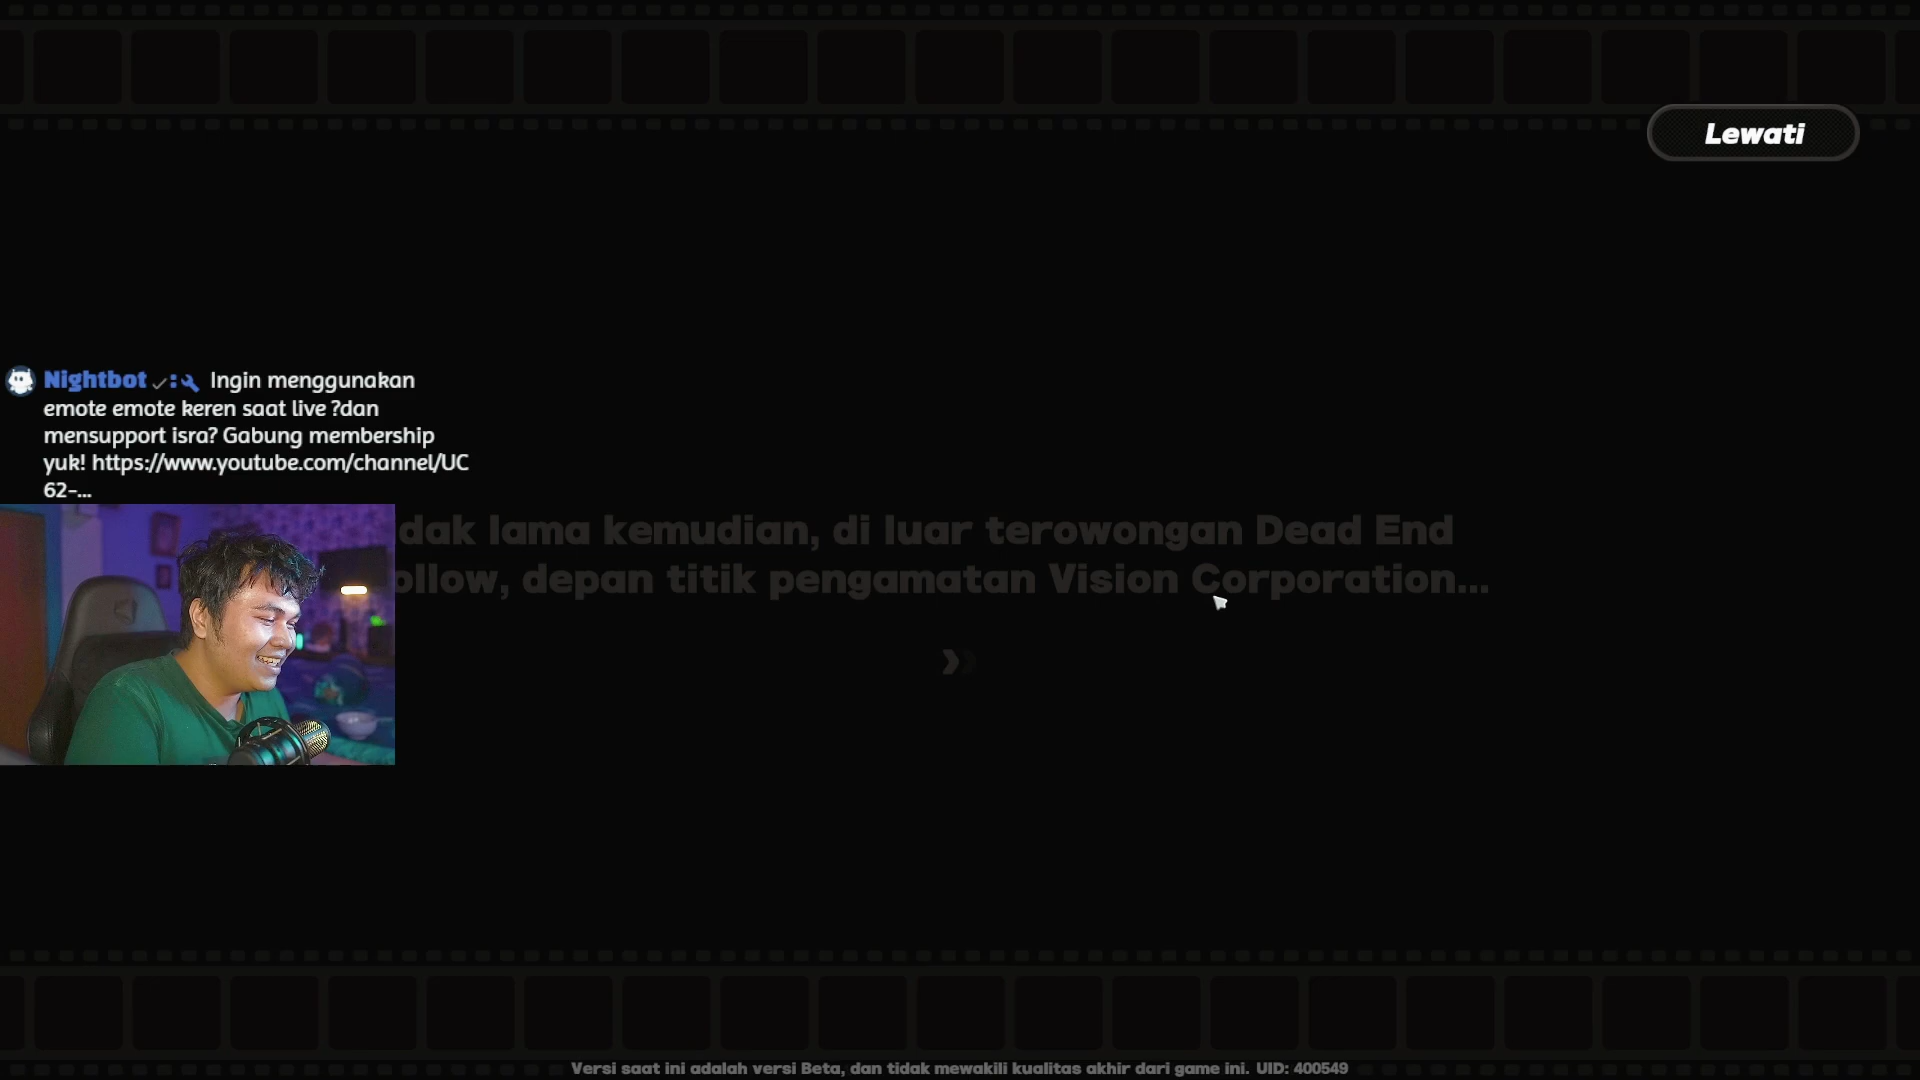 Lewati
Nightbot ✓: Ingin menggunakan
emote emote keren saat live ?dan
mensupport isra? Gabung membership
yuk! https://www.youtube.com/channel/UC
62-...
dak lama kemudian, di luar terowongan Dead End
ollow, depan titik pengamatan Vision Corporation...
Versi saat ini adalah versi Beta, dan tidak mewakili kualitas akhir dari game ini. UID: 400549